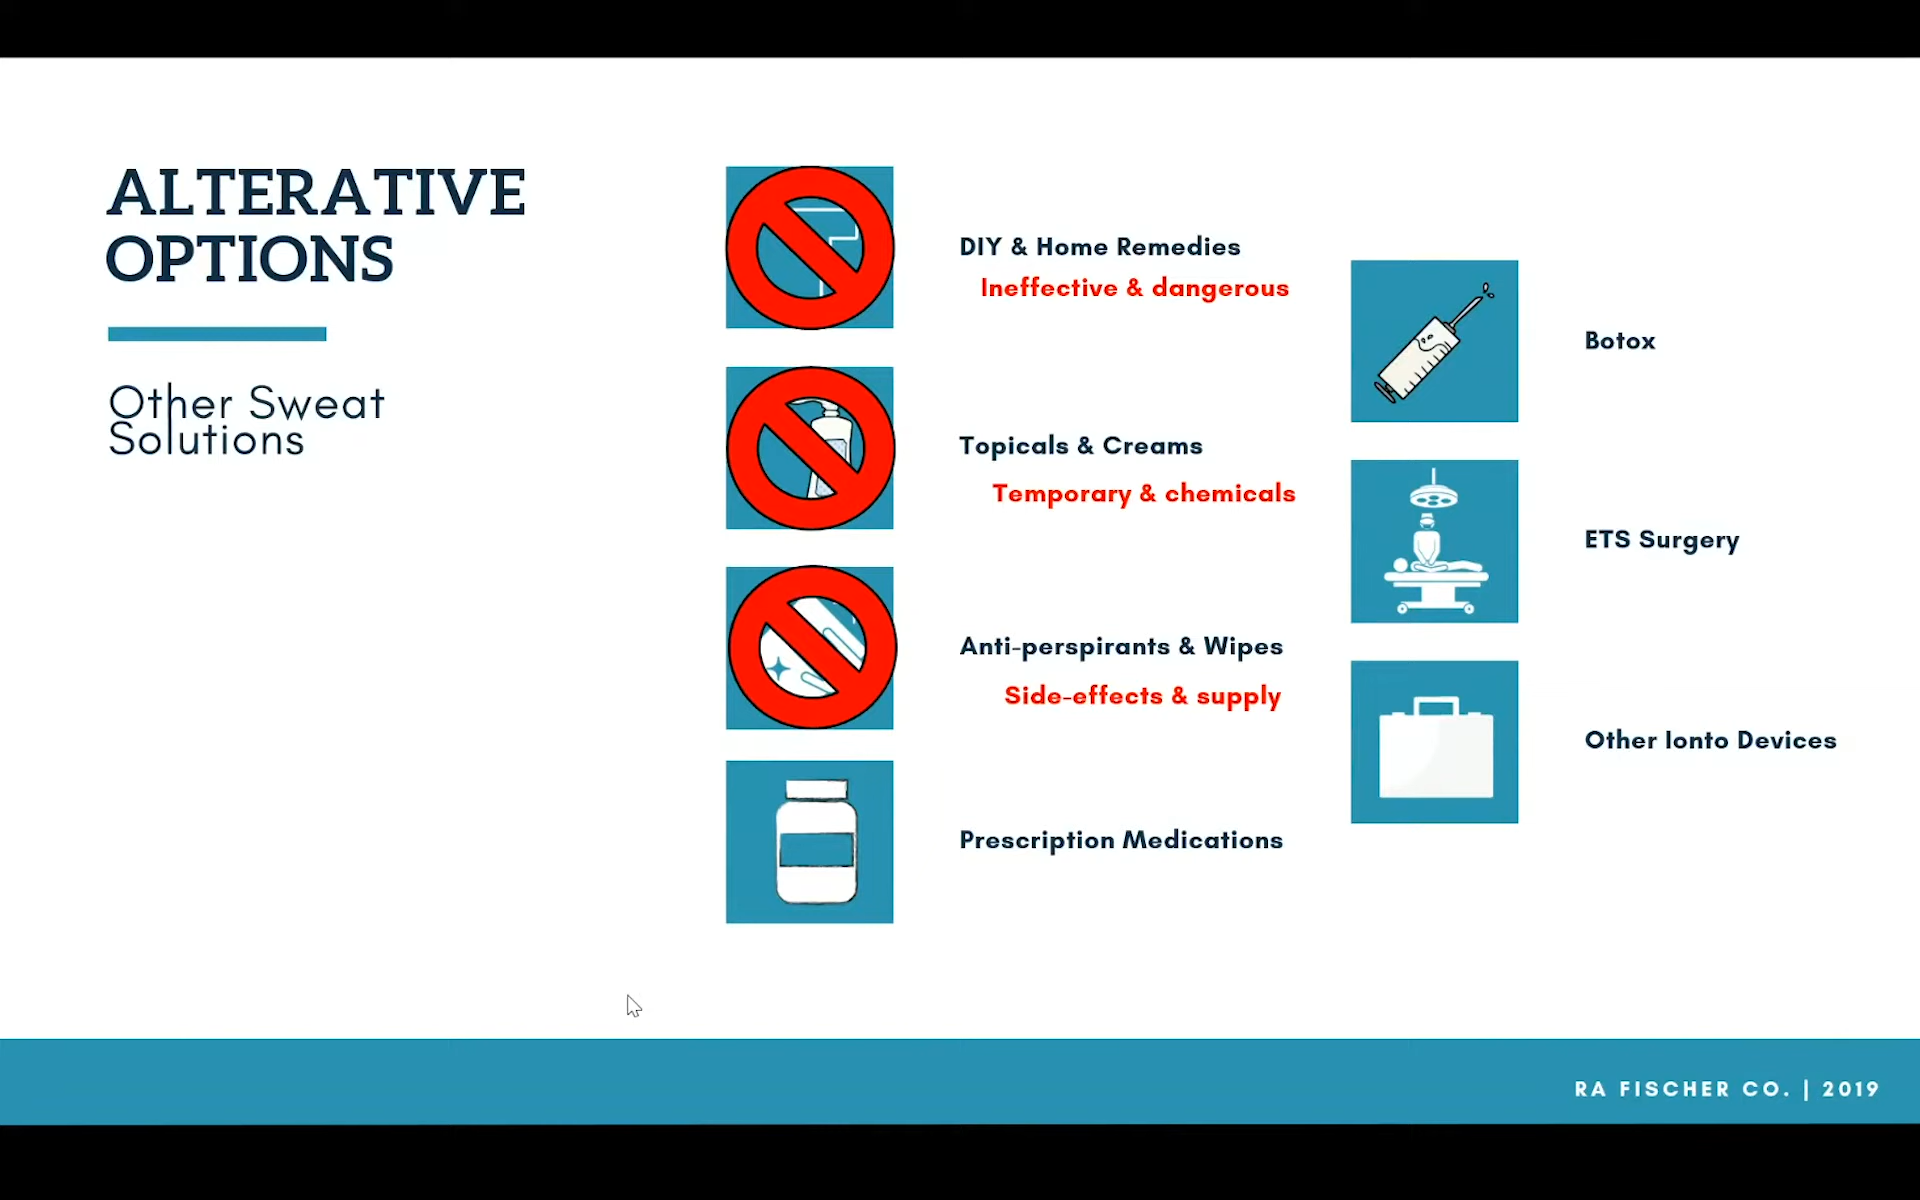 ALTERATIVE
OPTIONS
Other Sweat
Solutions
DIY & Home Remedies
Ineffective & dangerous
Topicals & Creams
Temporary & chemicals
Anti-perspirants & Wipes
Side-effects & supply
Prescription Medications
Botox
ETS Surgery
Other Ionto Devices
RA FISCHER CO. | 2019